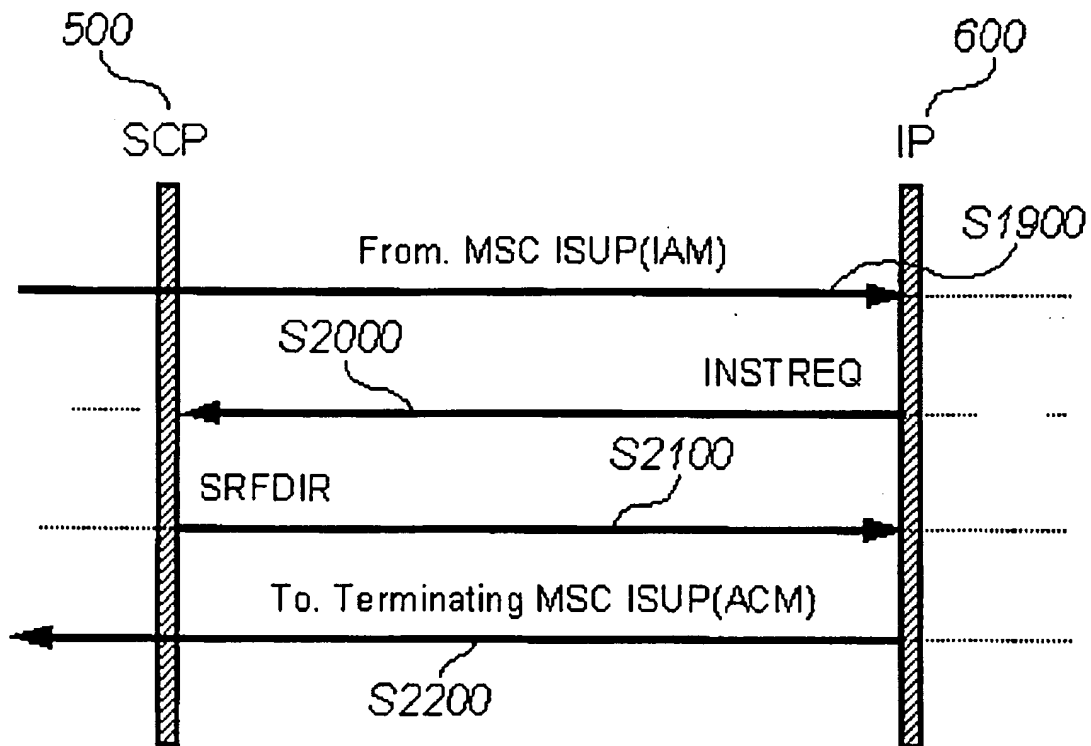 500
600
SCP
IP
S1900
From. MSC ISUP(IAM)
S2000
INSTREQ
S2100
SRFDIR
To. Terminating MSC ISUP(ACM)
S2200